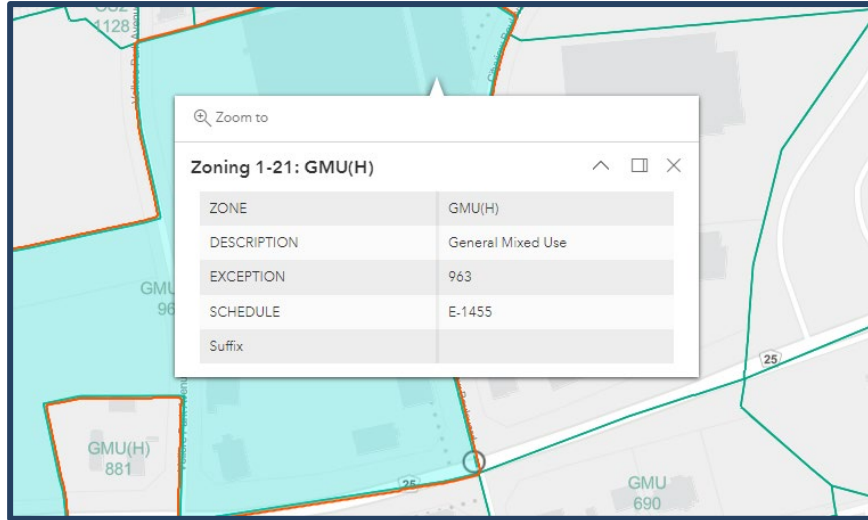 1128
Zoom to
Zoning 1-21: GMU(H)
ZONE GMU(H)
DESCRIPTION General Mixed Use
EXCEPTION 963
SCHEDULE E-1455
Suffix
GMU(H)
881
25
25
GMU
690